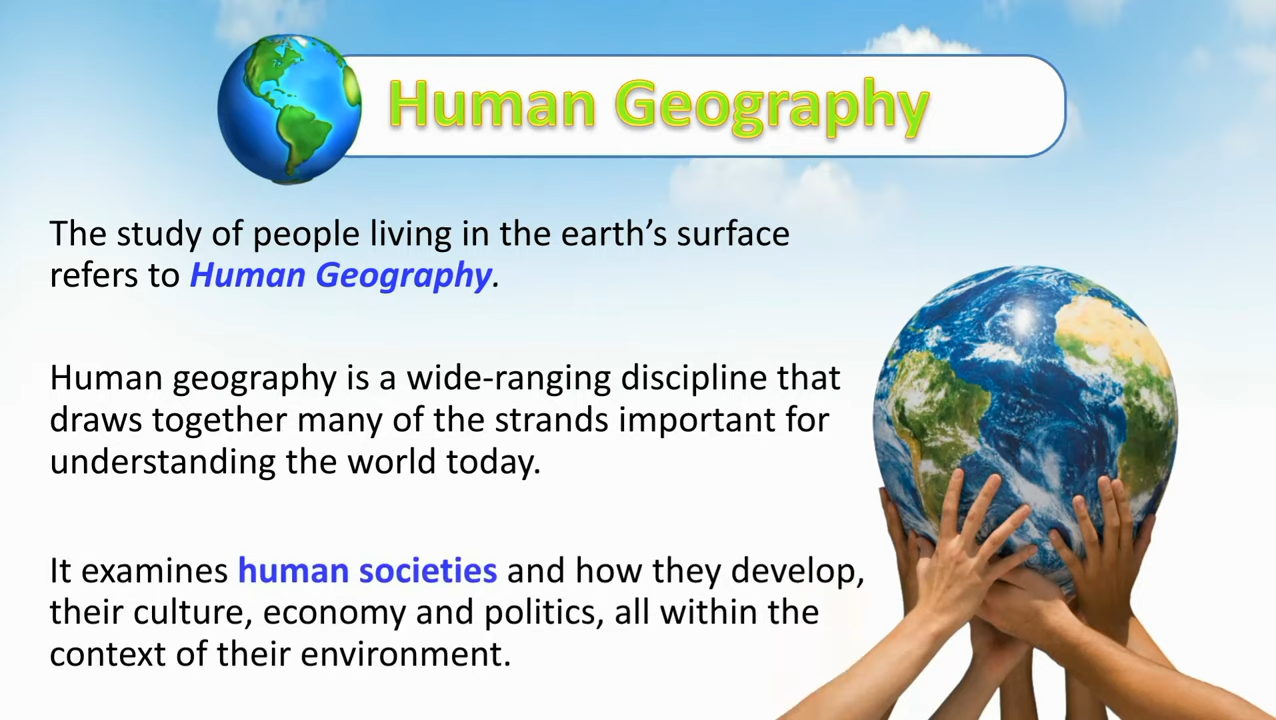 Human Geography
The study of people living in the earth’s surface
refers to Human Geography.
Human geography is a wide-ranging discipline that
draws together many of the strands important for
understanding the world today.
It examines human societies and how they develop,
their culture, economy and politics, all within the
context of their environment.